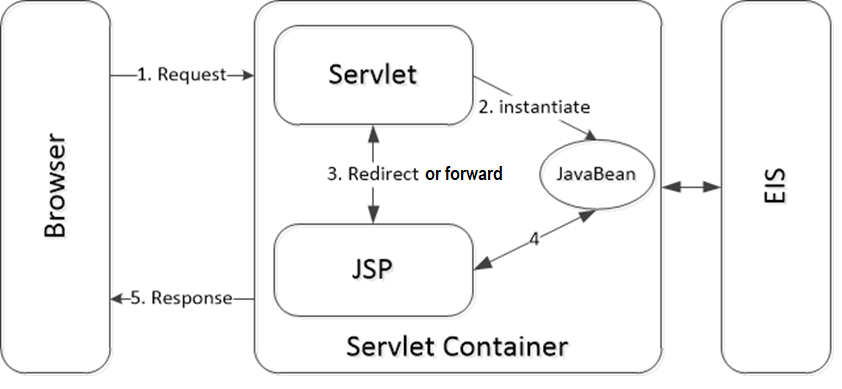 Browser
1. Request
Servlet
2. instantiate
3. Redirect or forward
JavaBean
EIS
4
JSP
5. Response
Servlet Container